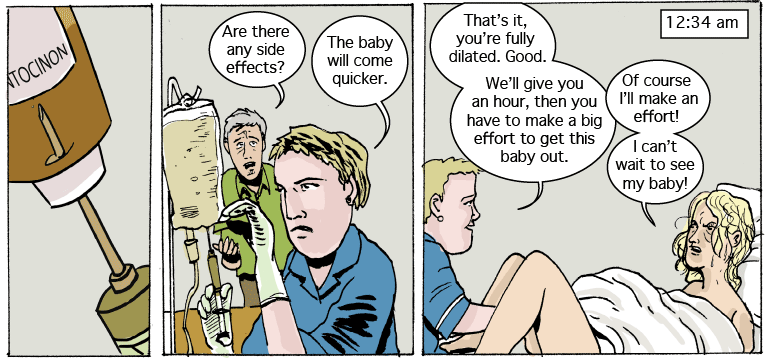 NTOCINON
Are there
any side
effects?
The baby
will come
quicker.
That's it,
you're fully
dilated. Good.
We'll give you
an hour, then you
have to make a big
effort to get this
baby out.
12:34 am
Of course
I'll make an
effort!
I can't
wait to see
my baby!